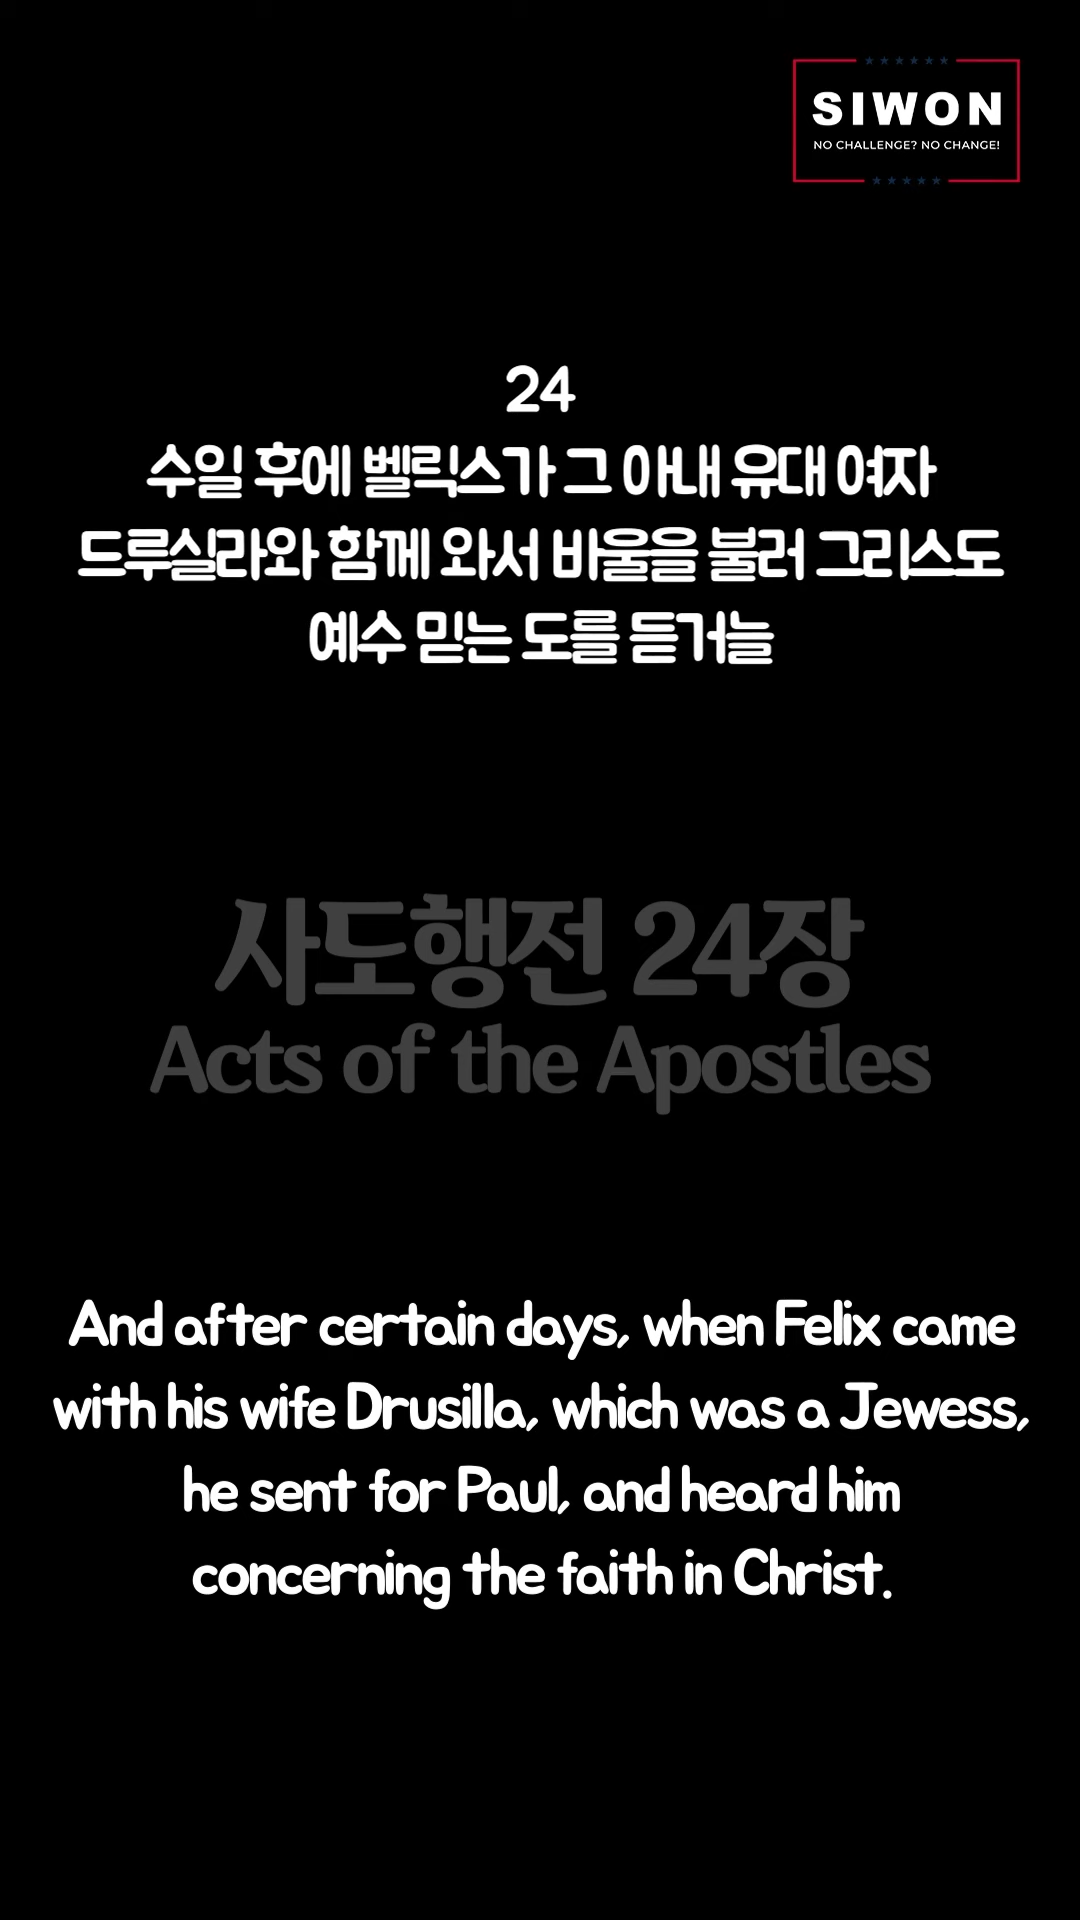 SIWON
NO CHALLENGE? NO CHANGE!
24
수일 후에 벨릭스가 그 아내 유대 여자
드루실라와 함께 와서 바울을 불러 그리스도
예수 믿는 도를 듣거늘
사도행전 24장
Acts of the Apostles
And after certain days, when Felix came
with his wife Drusilla, which was a Jewess,
he sent for Paul, and heard him
concerning the faith in Christ.